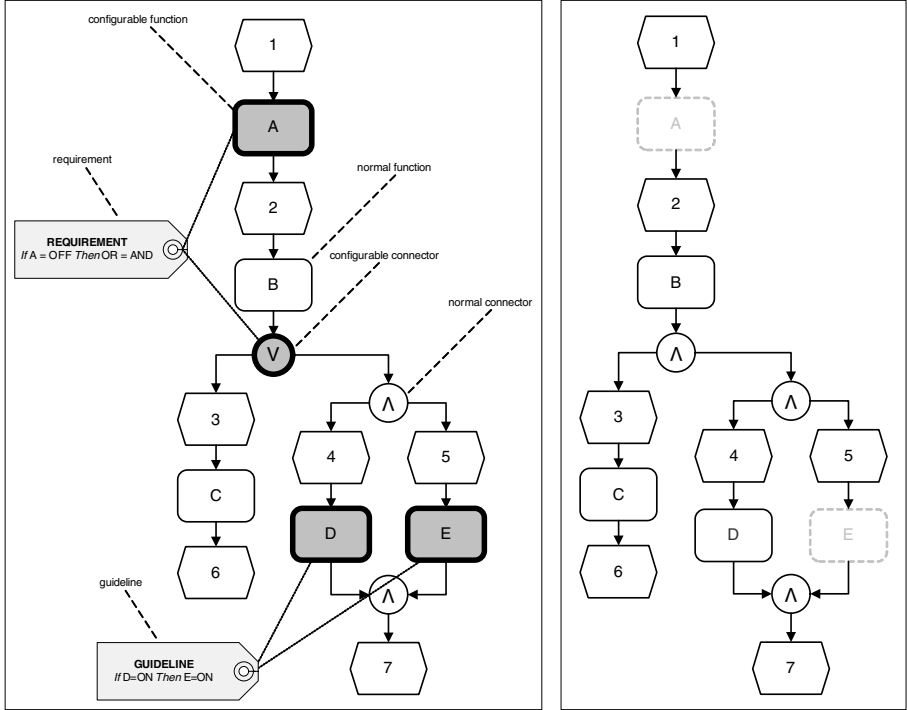 configurable function
1
A
requirement
normal function
2
REQUIREMENT
If A = OFF Then OR = AND
configurable connector
B
normal connector
V
Λ
3
4
5
C
D
E
6
guideline
Λ
GUIDELINE
If D=ON Then E=ON
7
1
A
2
B
Λ
Λ
3
4
5
C
D
E
6
Λ
7